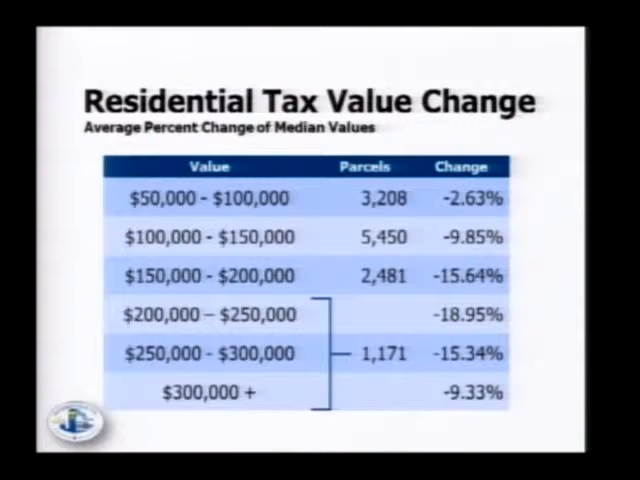 Residential Tax Value Change
Average Percent Change of Median Values
Value Parcels Change
$50,000 - $100,000 3,208 -2.63%
$100,000 - $150,000 5,450 -9.85%
$150,000 - $200,000 2,481 -15.64%
$200,000 – $250,000 -18.95%
$250,000 - $300,000 1,171 -15.34%
$300,000 + -9.33%